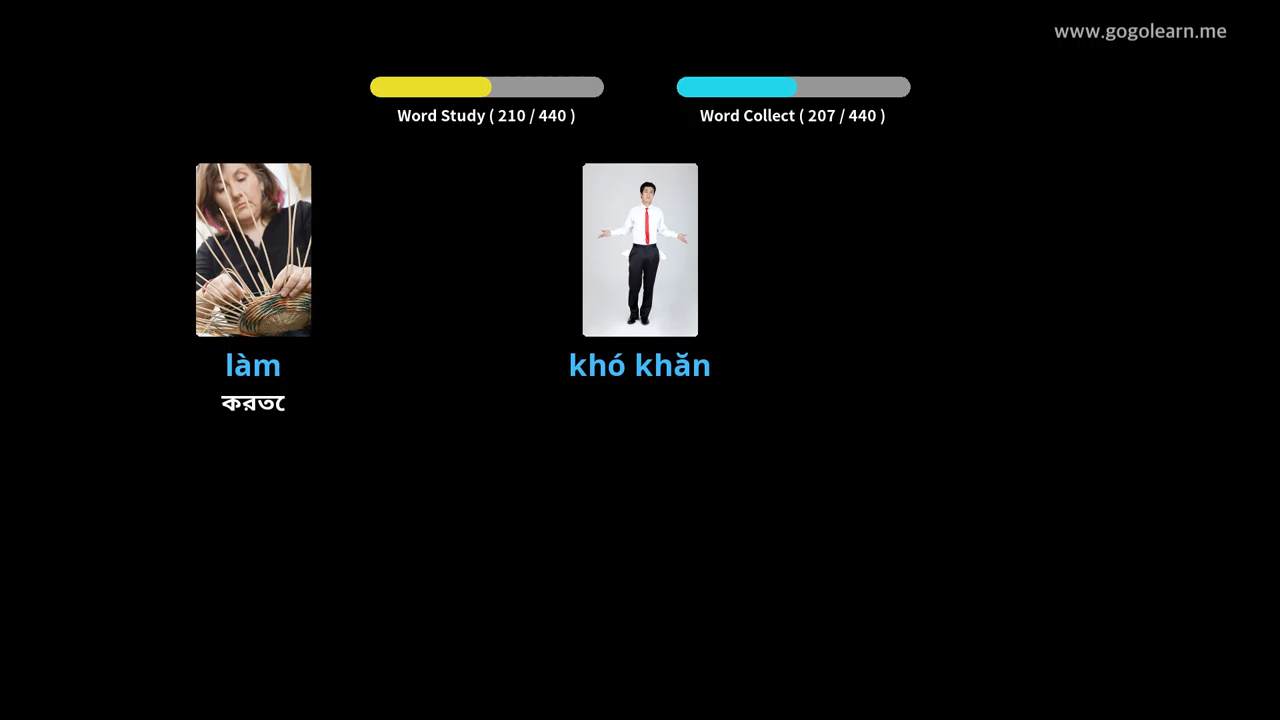 www.gogolearn.me
Word Study ( 210 / 440 )
Word Collect ( 207 / 440 )
làm
khó khăn
করতে